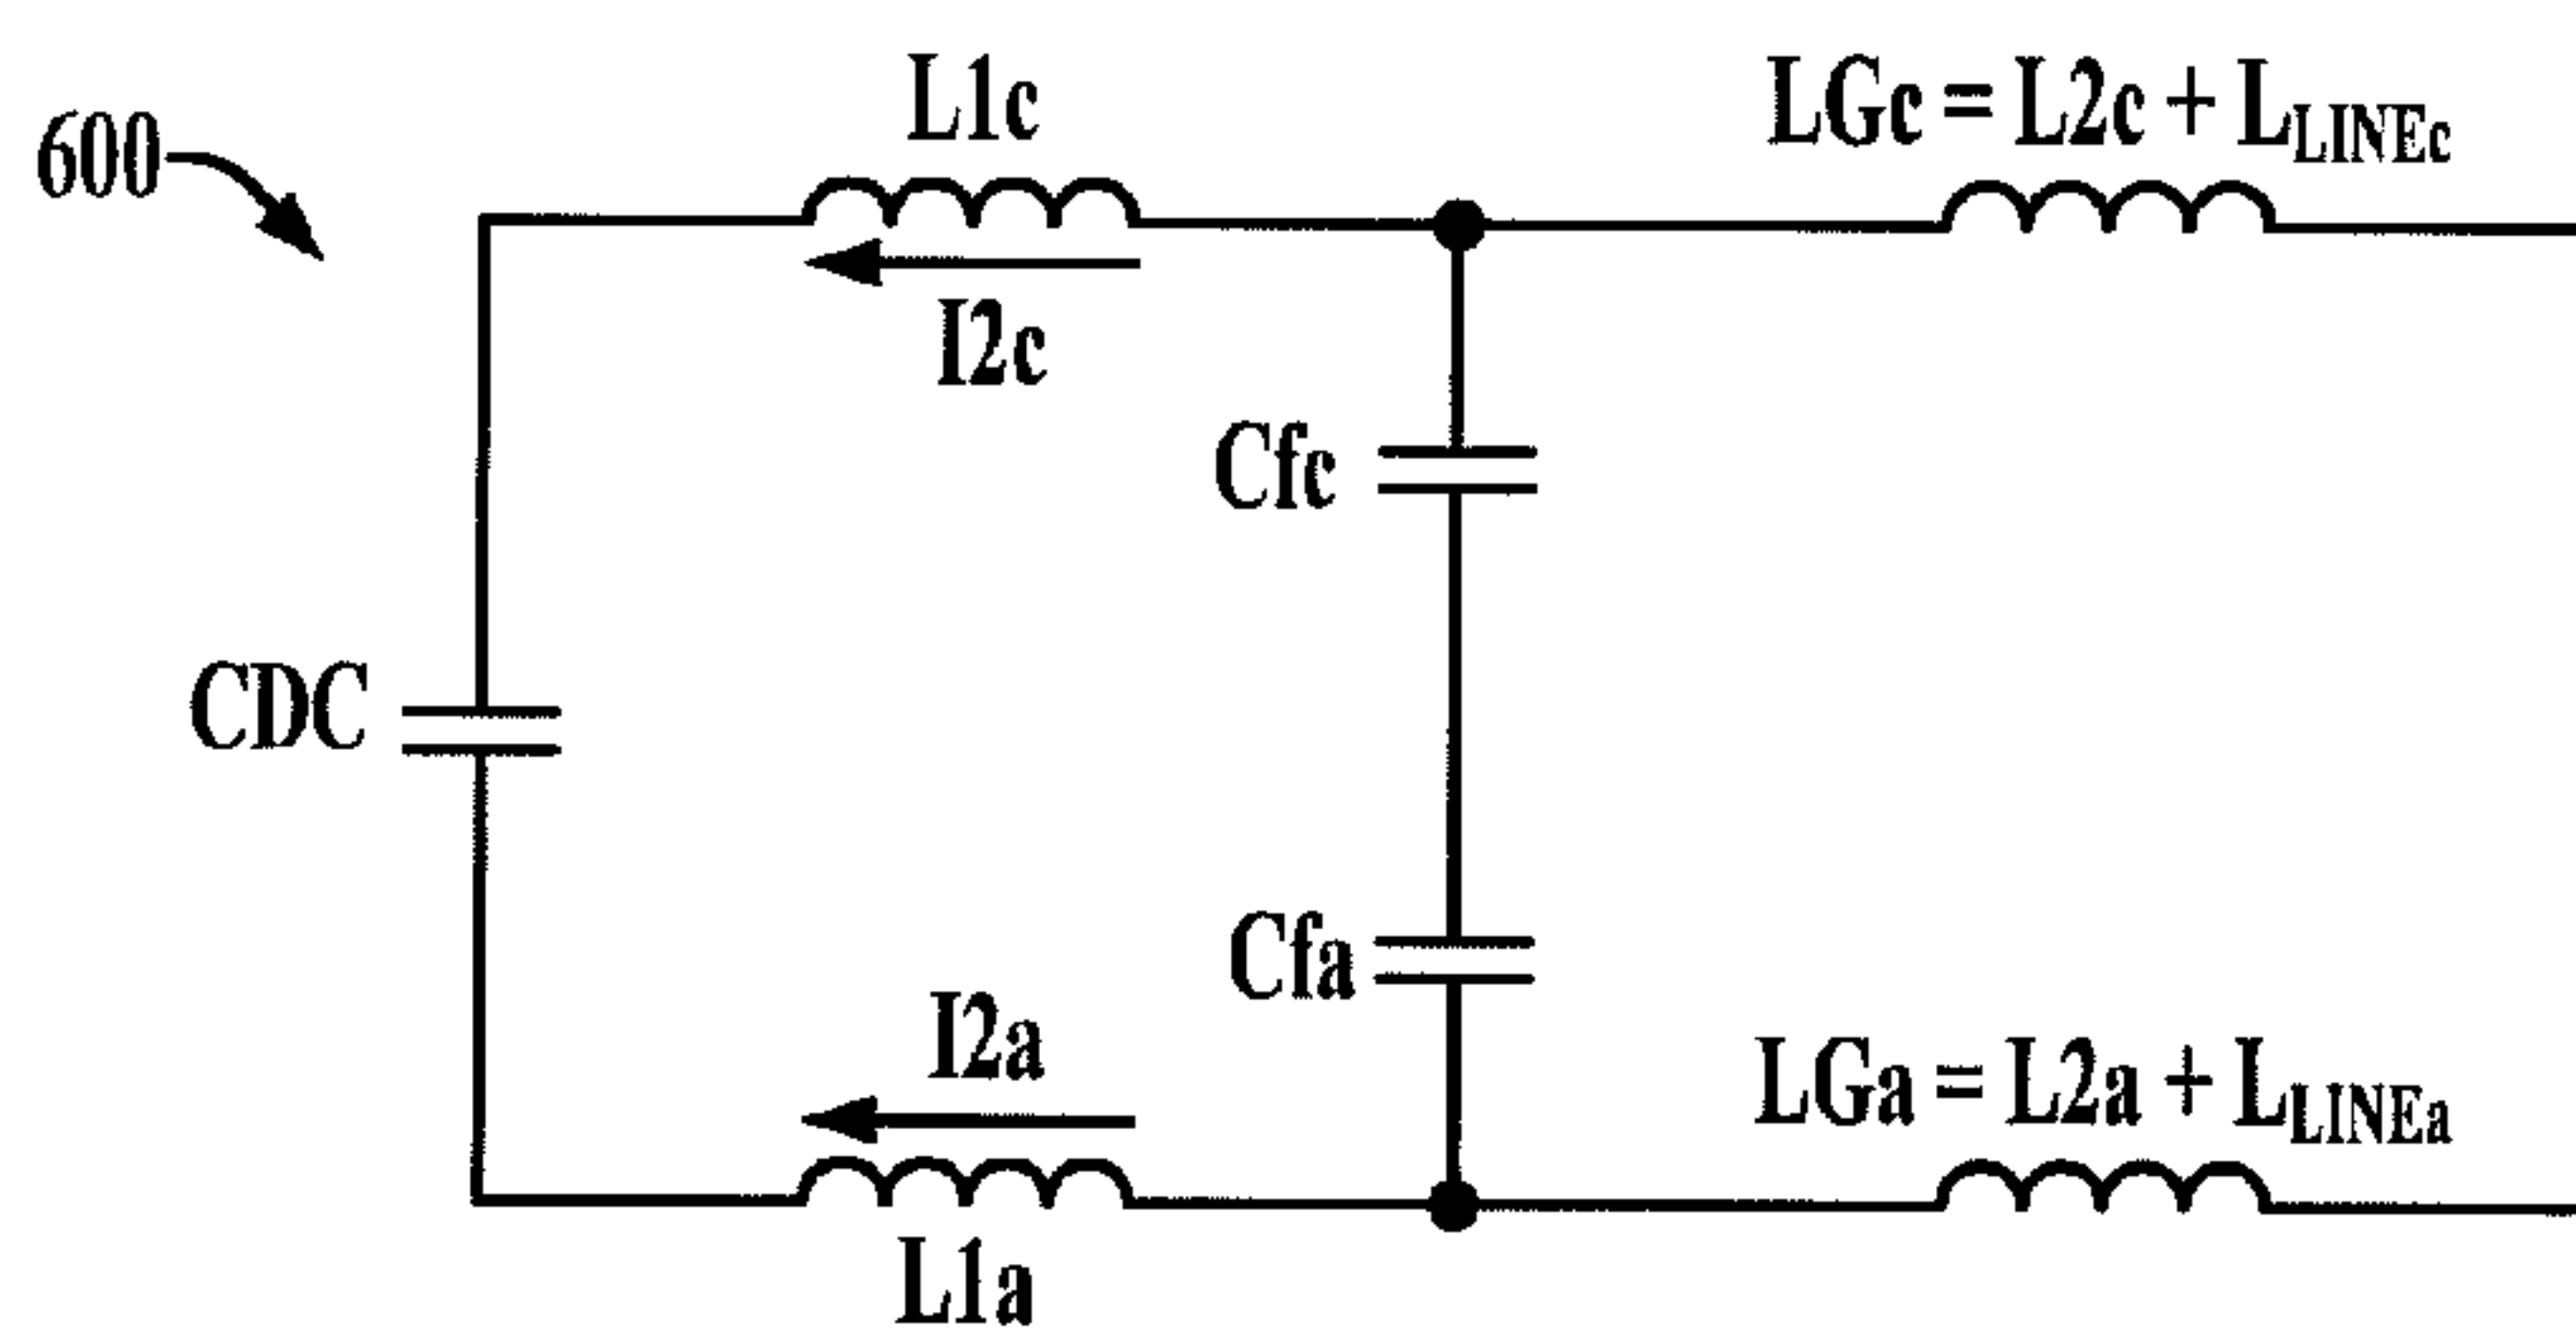 600
L1c
LGc = L2c + LLINEc
I2c
Cfc
CDC
Cfa
I2a
LGa = L2a + LLINEa
L1a